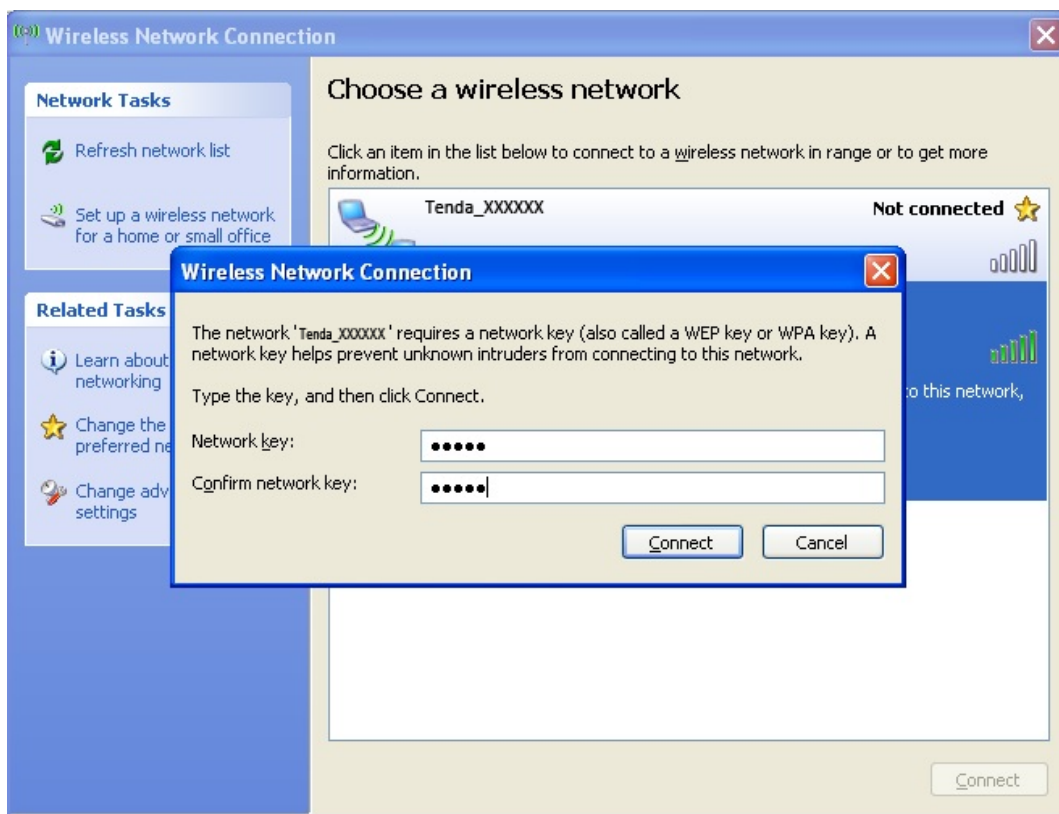 Wireless Network Connection
Network Tasks
Refresh network list
Set up a wireless network
for a home or small office
Related Tasks
Learn about
networking
Change the
preferred ne
Change adv
settings
Choose a wireless network
Click an item in the list below to connect to a wireless network in range or to get more
information.
Tenda_XXXXXX
Not connected
o this network,
Wireless Network Connection
The network 'Tenda_XXXXXX' requires a network key (also called a WEP key or WPA key). A
network key helps prevent unknown intruders from connecting to this network.
Type the key, and then click Connect.
Network key: •••••
Confirm network key: •••••
Connect Cancel
Connect